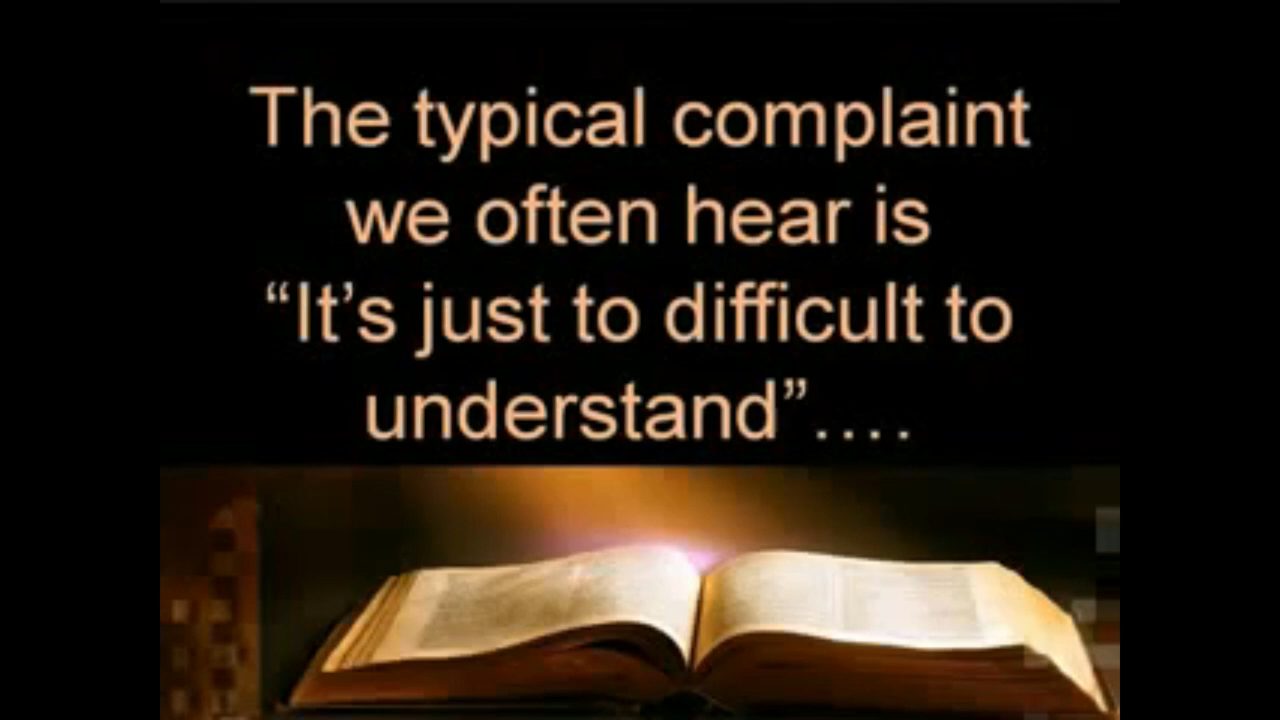 The typical complaint
we often hear is
“It’s just to difficult to
understand”....